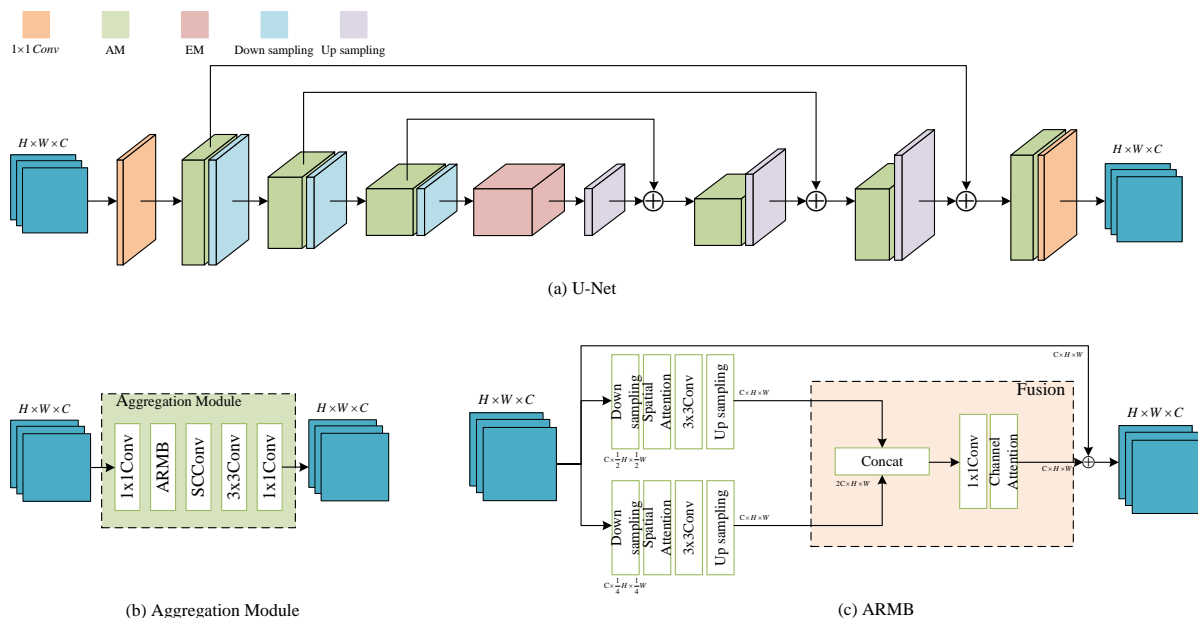 1×1Conv
AM
EM
Down sampling
Up sampling
H×W×C
H×W×C
(a) U-Net
H×W×C
Aggregation Module
1x1Conv
ARMB
SCConv
3x3Conv
1x1Conv
H×W×C
(b) Aggregation Module
H×W×C
Down
sampling
Spatial
Attention
3x3Conv
Up sampling
C×H×W
C×1/2H×1/2W
Down
sampling
Spatial
Attention
3x3Conv
Up sampling
C×H×W
C×1/4H×1/4W
C×H×W
Fusion
Concat
2C×H×W
1x1Conv
Channel
Attention
C×H×W
H×W×C
(c) ARMB